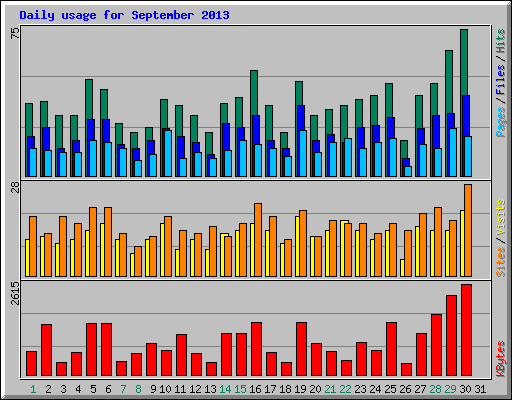 Daily usage for September 2013
75
28
2615
Pages / Files / Hits
Sites / Visits
KBytes
1 2 3 4 5 6 7 8 9 10 11 12 13 14 15 16 17 18 19 20 21 22 23 24 25 26 27 28 29 30 31